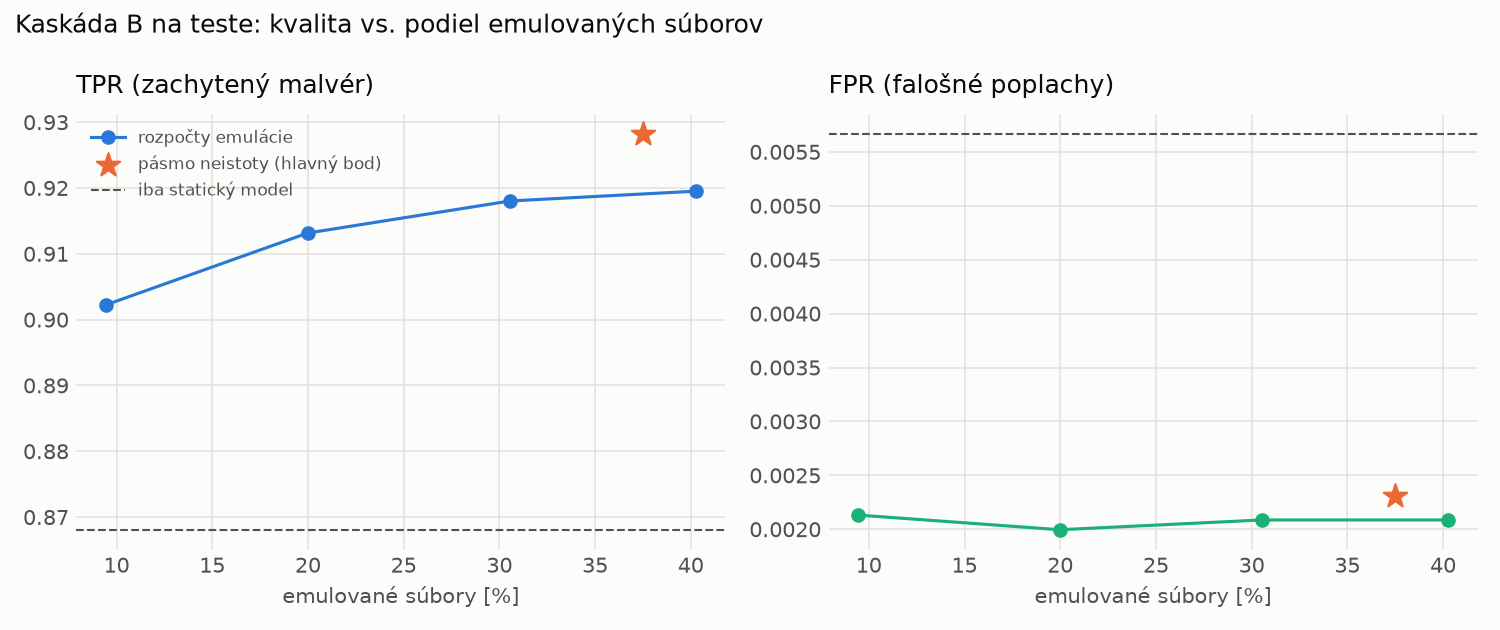 Kaskáda B na teste: kvalita vs. podiel emulovaných súborov
TPR (zachytený malvér)
0.93
0.92
0.91
0.90
0.89
0.88
0.87
rozpočty emulácie
pásmo neistoty (hlavný bod)
iba statický model
10 15 20 25 30 35 40
emulované súbory [%]
FPR (falošné poplachy)
0.0055
0.0050
0.0045
0.0040
0.0035
0.0030
0.0025
0.0020
10 15 20 25 30 35 40
emulované súbory [%]